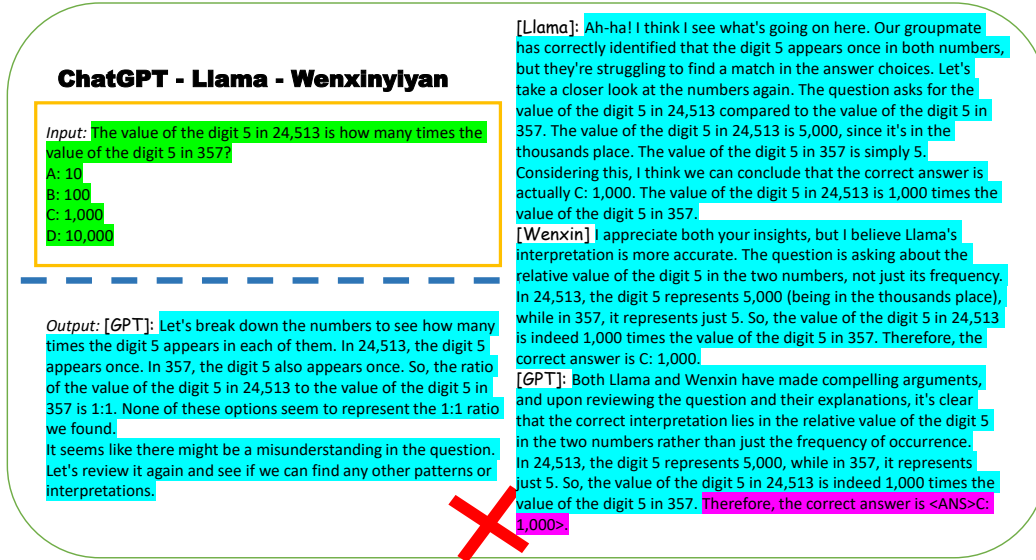 ChatGPT - Llama - Wenxinyiyan
Input: The value of the digit 5 in 24,513 is how many times the
value of the digit 5 in 357?
A: 10
B: 100
C: 1,000
D: 10,000
Output: [GPT]: Let's break down the numbers to see how many
times the digit 5 appears in each of them. In 24,513, the digit 5
appears once. In 357, the digit 5 also appears once. So, the ratio
of the value of the digit 5 in 24,513 to the value of the digit 5 in
357 is 1:1. None of these options seem to represent the 1:1 ratio
we found.
It seems like there might be a misunderstanding in the question.
Let's review it again and see if we can find any other patterns or
interpretations.
[Llama]: Ah-ha! I think I see what's going on here. Our groupmate
has correctly identified that the digit 5 appears once in both numbers,
but they're struggling to find a match in the answer choices. Let's
take a closer look at the numbers again. The question asks for the
value of the digit 5 in 24,513 compared to the value of the digit 5 in
357. The value of the digit 5 in 24,513 is 5,000, since it's in the
thousands place. The value of the digit 5 in 357 is simply 5.
Considering this, I think we can conclude that the correct answer is
actually C: 1,000. The value of the digit 5 in 24,513 is 1,000 times the
value of the digit 5 in 357.
[Wenxin] I appreciate both your insights, but I believe Llama's
interpretation is more accurate. The question is asking about the
relative value of the digit 5 in the two numbers, not just its frequency.
In 24,513, the digit 5 represents 5,000 (being in the thousands place),
while in 357, it represents just 5. So, the value of the digit 5 in 24,513
is indeed 1,000 times the value of the digit 5 in 357. Therefore, the
correct answer is C: 1,000.
[GPT]: Both Llama and Wenxin have made compelling arguments,
and upon reviewing the question and their explanations, it's clear
that the correct interpretation lies in the relative value of the digit 5
in the two numbers rather than just the frequency of occurrence.
In 24,513, the digit 5 represents 5,000, while in 357, it represents
just 5. So, the value of the digit 5 in 24,513 is indeed 1,000 times the
value of the digit 5 in 357. Therefore, the correct answer is <ANS>C:
1,000>.